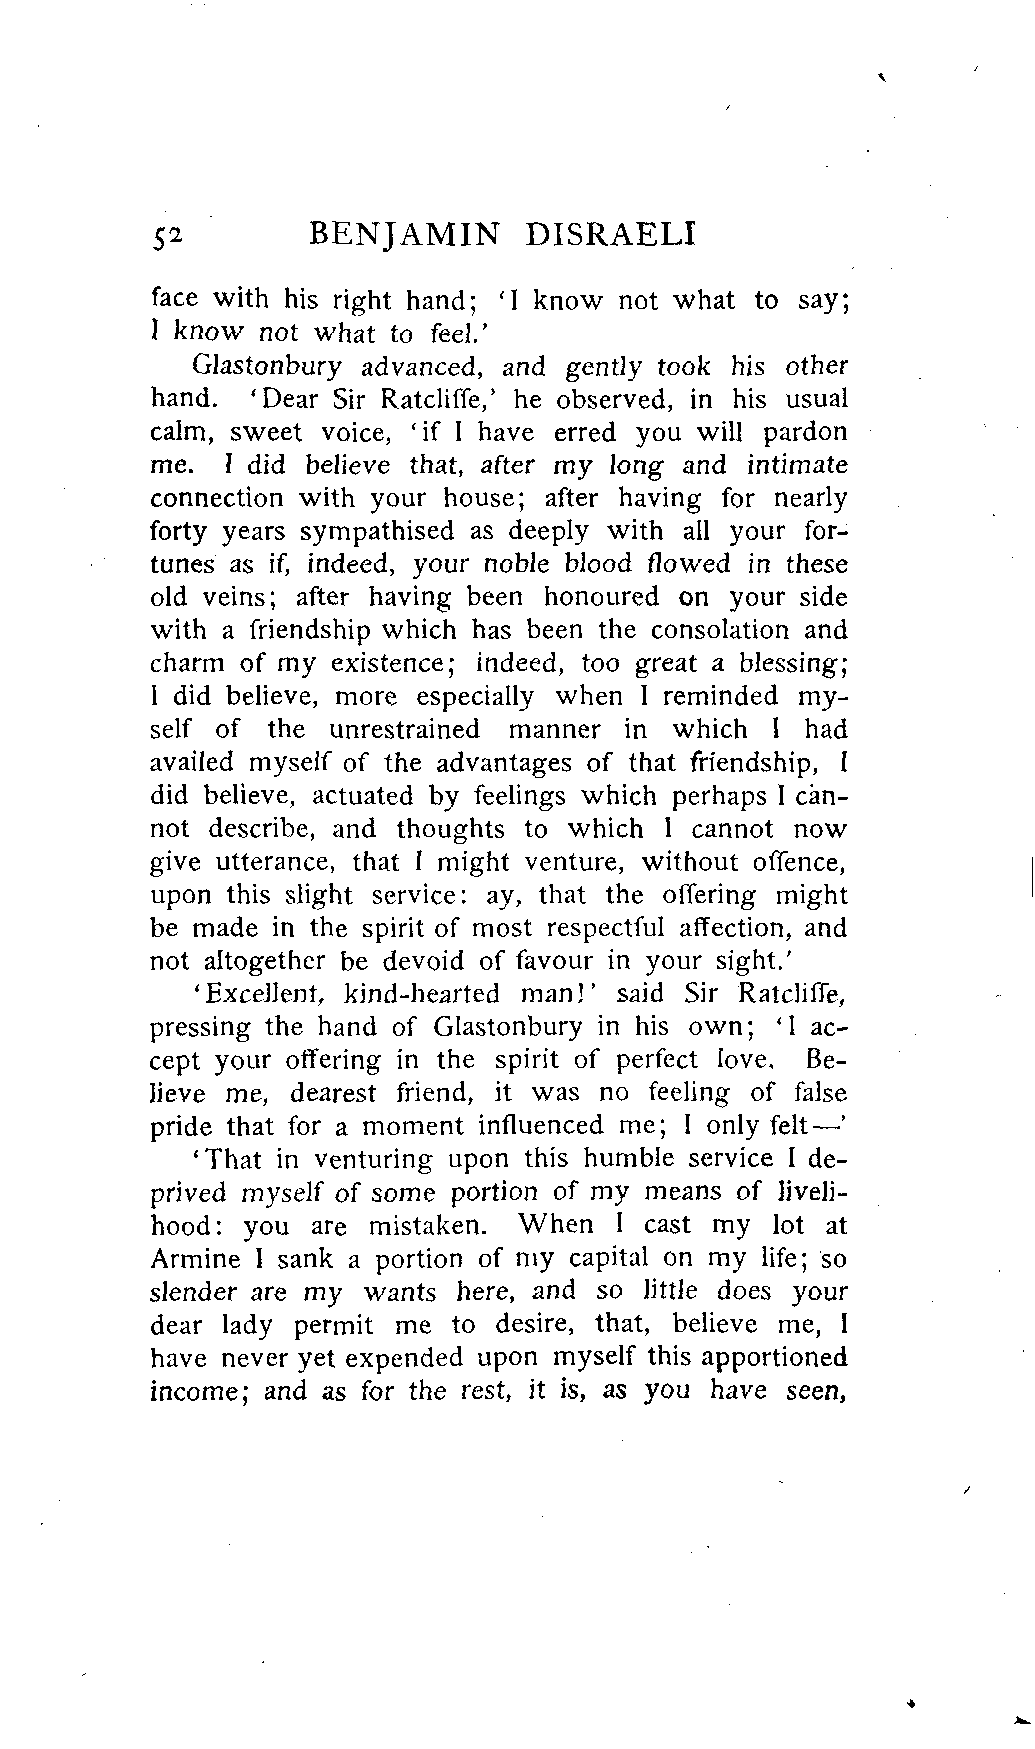 52 BENJAMIN DISRAELI
face with his right hand; ‘I know not what to say;
I know not what to feel.’
Glastonbury advanced, and gently took his other
hand. ‘Dear Sir Ratcliffe,’ he observed, in his usual
calm, sweet voice, ‘if I have erred you will pardon
me. I did believe that, after my long and intimate
connection with your house; after having for nearly
forty years sympathised as deeply with all your for-
tunes as if, indeed, your noble blood flowed in these
old veins; after having been honoured on your side
with a friendship which has been the consolation and
charm of my existence; indeed, too great a blessing;
I did believe, more especially when I reminded my-
self of the unrestrained manner in which I had
availed myself of the advantages of that friendship, I
did believe, actuated by feelings which perhaps I can-
not describe, and thoughts to which I cannot now
give utterance, that I might venture, without offence,
upon this slight service: ay, that the offering might
be made in the spirit of most respectful affection, and
not altogether be devoid of favour in your sight.’
‘Excellent, kind-hearted man!’ said Sir Ratcliffe,
pressing the hand of Glastonbury in his own; ‘I ac-
cept your offering in the spirit of perfect love. Be-
lieve me, dearest friend, it was no feeling of false
pride that for a moment influenced me; I only felt—’
‘That in venturing upon this humble service I de-
prived myself of some portion of my means of liveli-
hood: you are mistaken. When I cast my lot at
Armine I sank a portion of my capital on my life; so
slender are my wants here, and so little does your
dear lady permit me to desire, that, believe me, I
have never yet expended upon myself this apportioned
income; and as for the rest, it is, as you have seen,